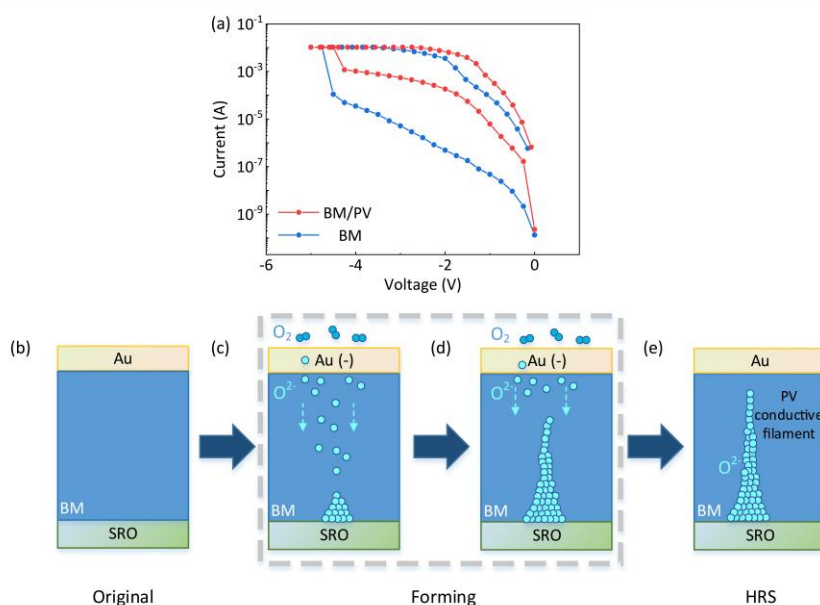 (a)
10⁻¹
10⁻³
10⁻⁵
10⁻⁷
10⁻⁹
Current (A)
BM/PV
BM
-6
-4
-2
0
Voltage (V)
(b)
Au
BM
SRO
Original
(c)
O₂
Au (-)
O²⁻
BM
SRO
(d)
O₂
Au (-)
O²⁻
BM
SRO
Forming
(e)
Au
PV
conductive
filament
O²⁻
BM
SRO
HRS